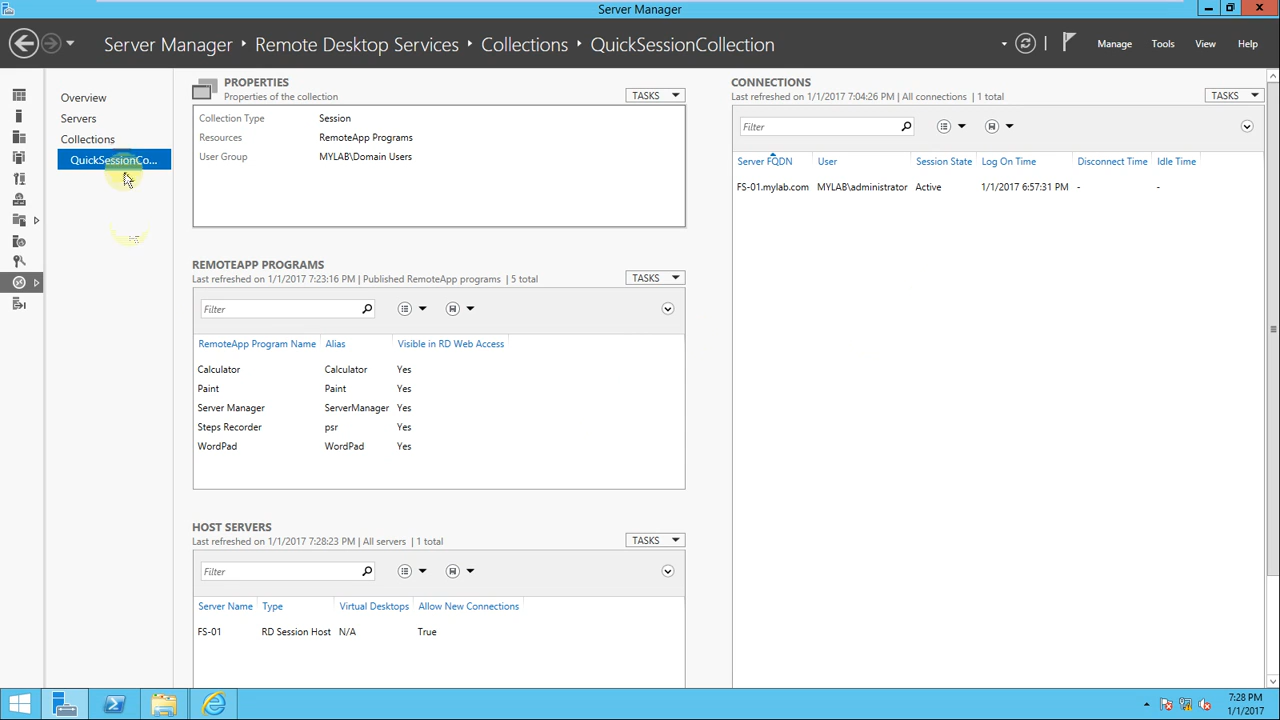 Server Manager
Server Manager ‣ Remote Desktop Services ‣ Collections ‣ QuickSessionCollection
Manage Tools View Help
Overview
Servers
Collections
QuickSessionCo...
PROPERTIES
Properties of the collection
TASKS
Collection Type Session
Resources RemoteApp Programs
User Group MYLAB\Domain Users
REMOTEAPP PROGRAMS
Last refreshed on 1/1/2017 7:23:16 PM | Published RemoteApp programs | 5 total
TASKS
Filter
RemoteApp Program Name Alias Visible in RD Web Access
Calculator Calculator Yes
Paint Paint Yes
Server Manager ServerManager Yes
Steps Recorder psr Yes
WordPad WordPad Yes
HOST SERVERS
Last refreshed on 1/1/2017 7:28:23 PM | All servers | 1 total
TASKS
Filter
Server Name Type Virtual Desktops Allow New Connections
FS-01 RD Session Host N/A True
CONNECTIONS
Last refreshed on 1/1/2017 7:04:26 PM | All connections | 1 total
TASKS
Filter
Server FQDN User Session State Log On Time Disconnect Time Idle Time
FS-01.mylab.com MYLAB\administrator Active 1/1/2017 6:57:31 PM - -
7:28 PM
1/1/2017